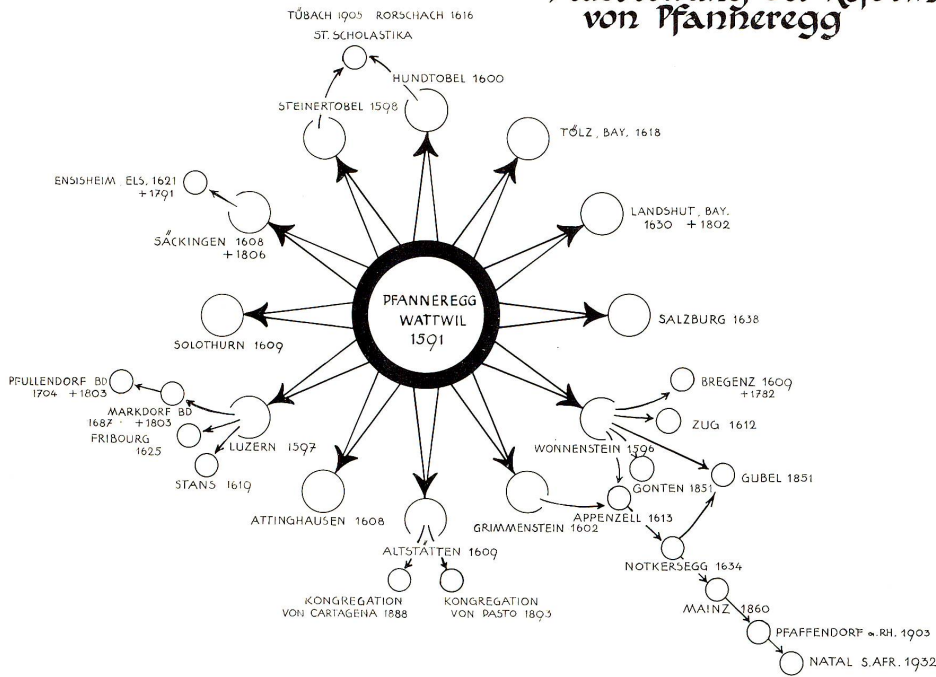 von Pfanneregg
TÜBACH 1905 RORSCHACH 1616
ST. SCHOLASTIKA
HUNDTOBEL 1600
STEINERTOBEL 1598
TÖLZ, BAY. 1618
ENSISHEIM, ELS. 1621
+1791
LANDSHUT, BAY.
1630 +1802
SÄCKINGEN 1608
+1806
PFANNEREGG
WATTWIL
1591
SOLOTHURN 1609
SALZBURG 1638
PFULLENDORF BD
1704 +1803
MARKDORF BD
1687 +1803
FRIBOURG
1625
STANS 1619
LUZERN 1597
BREGENZ 1609
+1782
ZUG 1612
WONNENSTEIN 1596
GONTEN 1851
GUBEL 1851
ATTINGHAUSEN 1608
GRIMMENSTEIN 1602
APPENZELL 1613
ALTSTÄTTEN 1609
NOTKERSEGG 1634
KONGREGATION
VON CARTAGENA 1888
KONGREGATION
VON PASTO 1893
MAINZ 1860
PFAFFENDORF a.RH. 1903
NATAL S.AFR. 1932